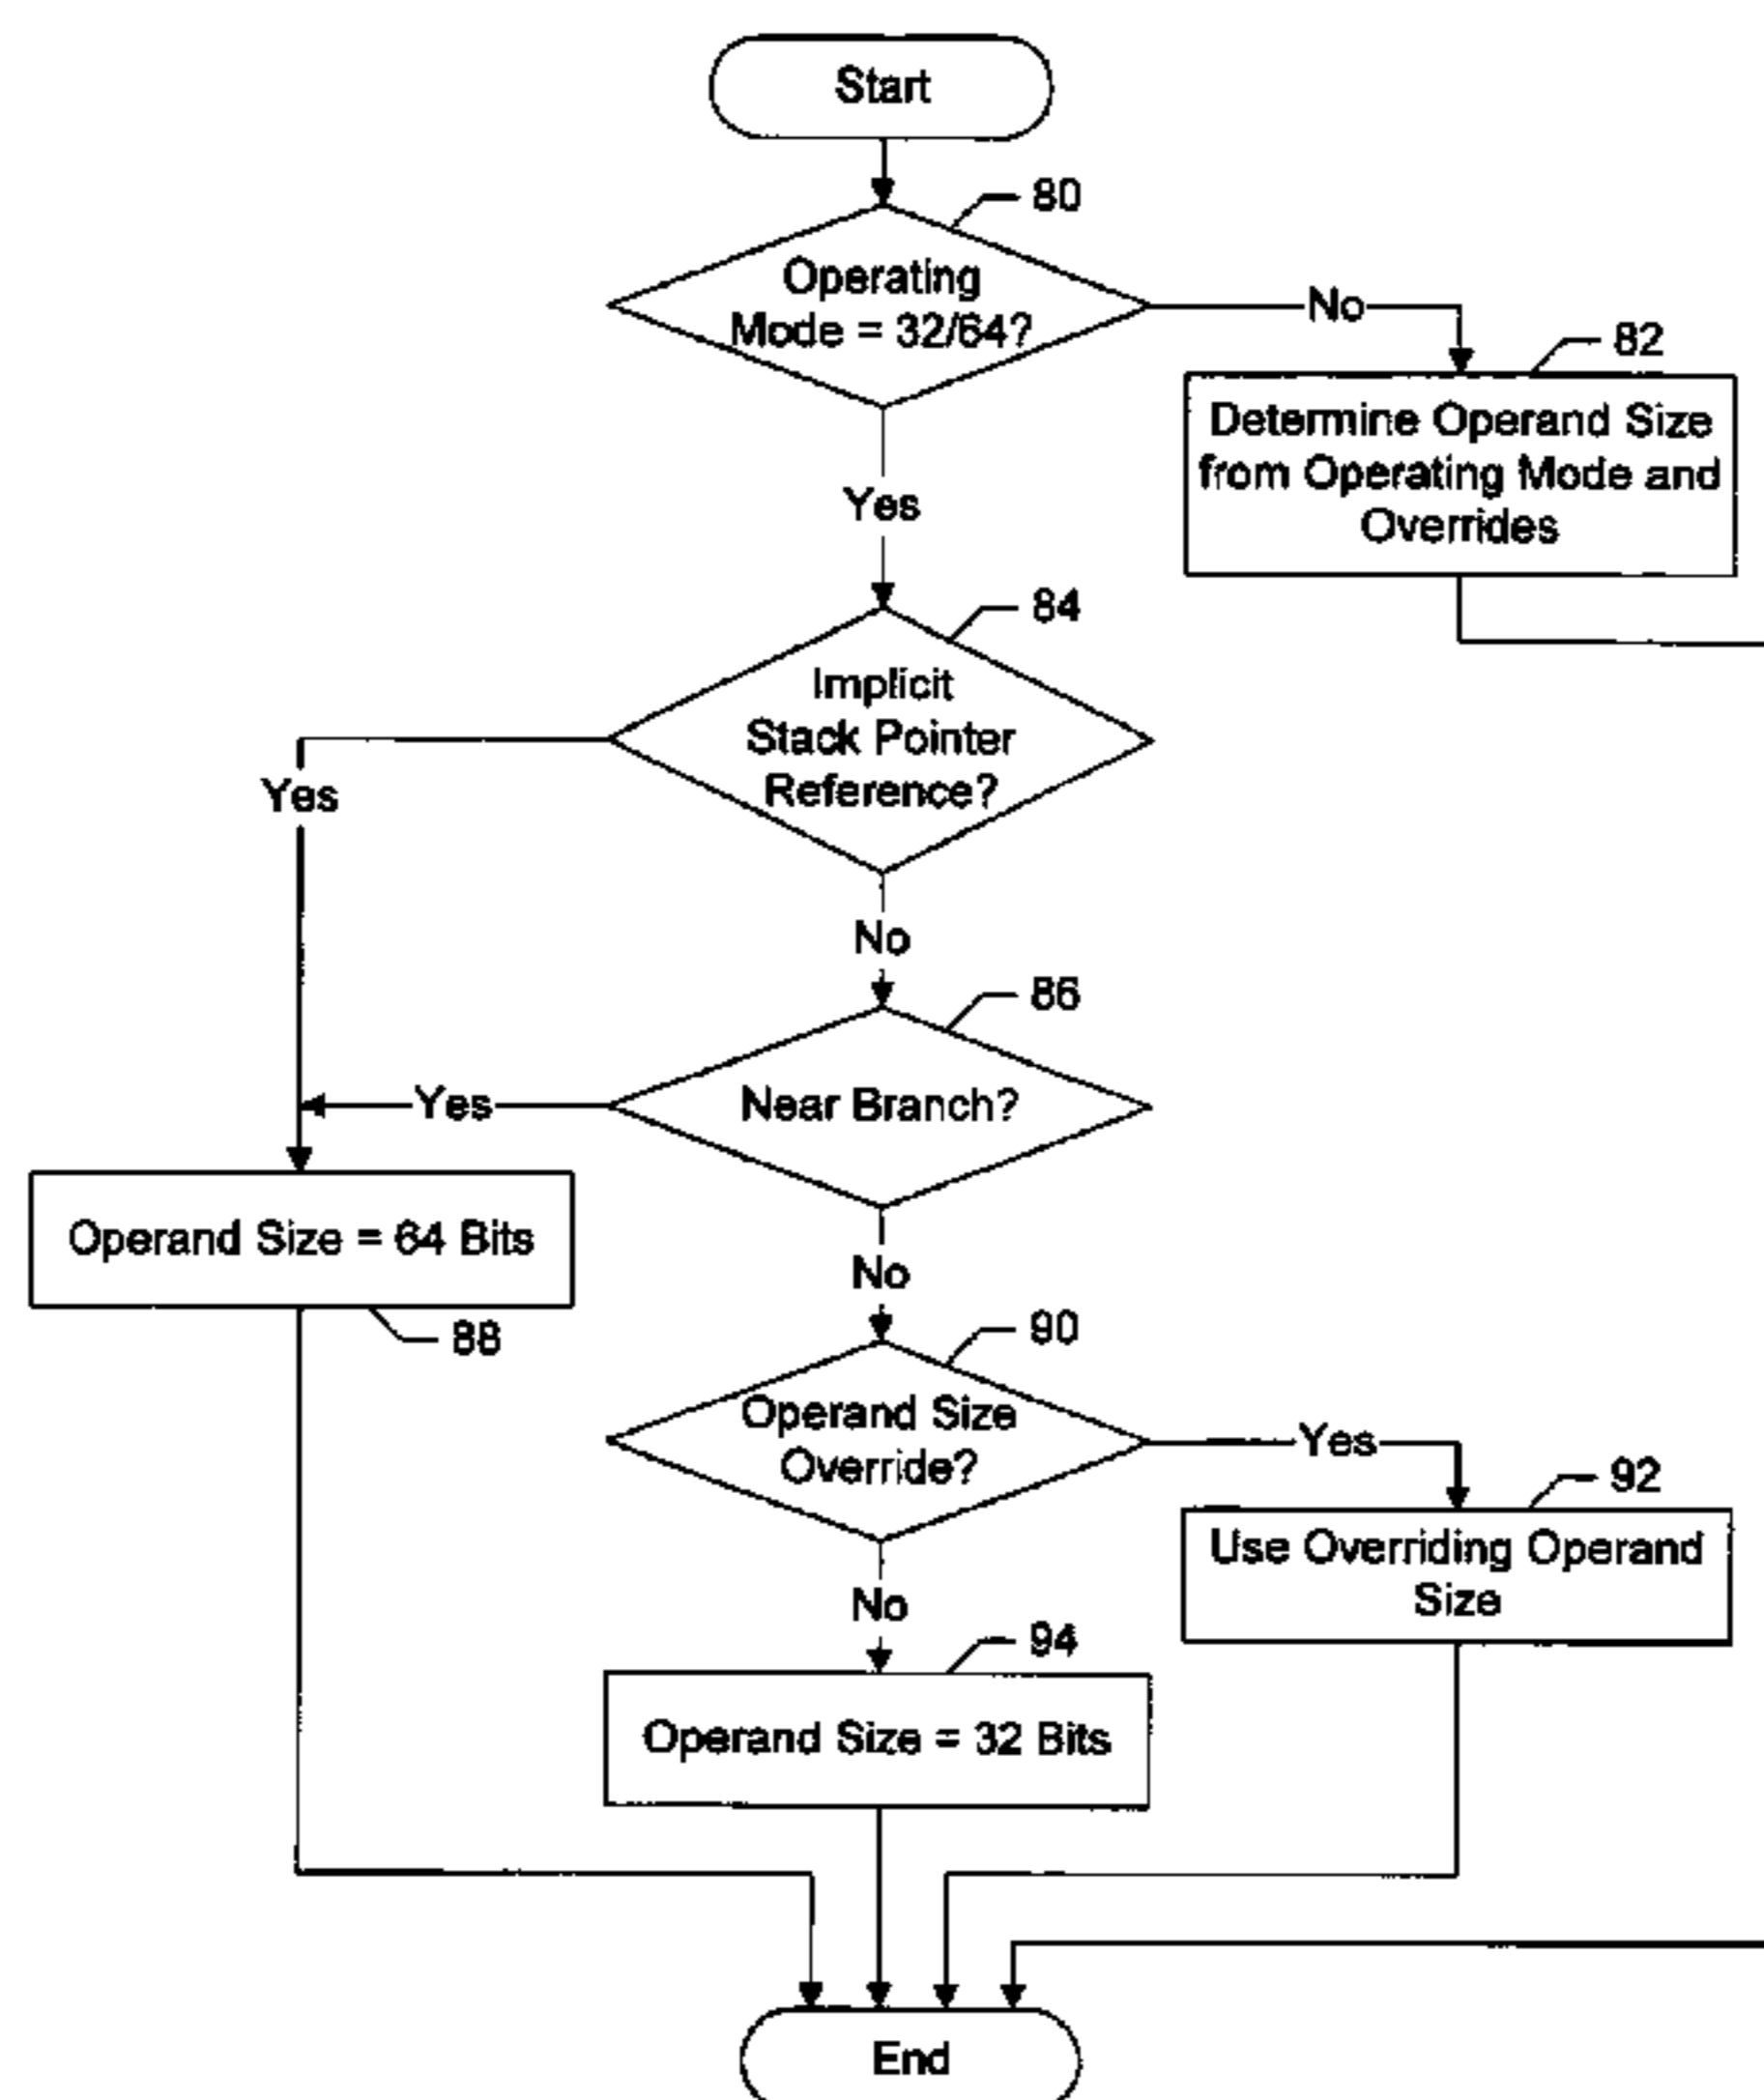 Start
80
Operating
Mode = 32/64?
No
82
Determine Operand Size
from Operating Mode and
Overrides
Yes
84
Implicit
Stack Pointer
Reference?
Yes
No
86
Near Branch?
Yes
Operand Size = 64 Bits
88
No
90
Operand Size
Override?
Yes
92
Use Overriding Operand
Size
No
94
Operand Size = 32 Bits
End